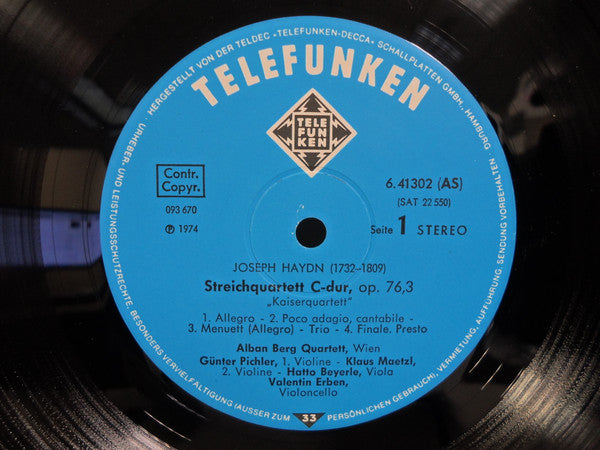 HERGESTELLT VON DER TELDEC »TELEFUNKEN-DECCA« SCHALLPLATTEN GMBH., HAMBURG
TELEFUNKEN
TELE
FUN
KEN
Contr.
Copyr.
093 670
Ⓟ 1974
6.41302 (AS)
(SAT 22 550)
Seite 1 STEREO
JOSEPH HAYDN (1732–1809)
Streichquartett C-dur, op. 76,3
„Kaiserquartett"
1. Allegro - 2. Poco adagio, cantabile -
3. Menuett (Allegro) - Trio - 4. Finale. Presto
Alban Berg Quartett, Wien
Günter Pichler, 1. Violine - Klaus Maetzl,
2. Violine - Hatto Beyerle, Viola
Valentin Erben,
Violoncello
URHEBER- UND LEISTUNGSSCHUTZRECHTE, BESONDERS VERVIELFÄLTIGUNG (AUSSER ZUM
33
PERSÖNLICHEN GEBRAUCH), VERMIETUNG, AUFFÜHRUNG, SENDUNG VORBEHALTEN